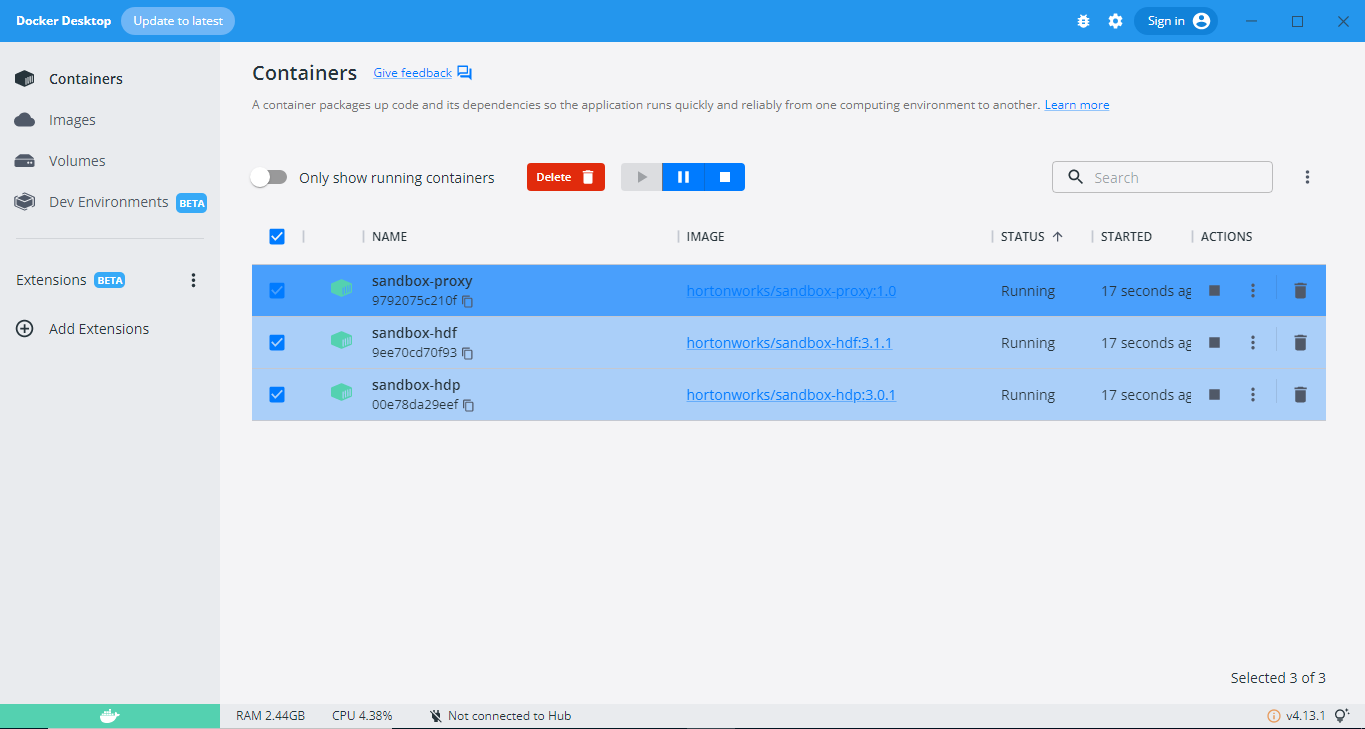 Docker Desktop Update to latest Sign in
Containers
Images
Volumes
Dev Environments BETA
Extensions BETA
Add Extensions
Containers Give feedback
A container packages up code and its dependencies so the application runs quickly and reliably from one computing environment to another. Learn more
Only show running containers Delete Search
NAME IMAGE STATUS STARTED ACTIONS
sandbox-proxy
9792075c210f hortonworks/sandbox-proxy:1.0 Running 17 seconds ag
sandbox-hdf
9ee70cd70f93 hortonworks/sandbox-hdf:3.1.1 Running 17 seconds ag
sandbox-hdp
00e78da29eef hortonworks/sandbox-hdp:3.0.1 Running 17 seconds ag
Selected 3 of 3
RAM 2.44GB CPU 4.38% Not connected to Hub v4.13.1